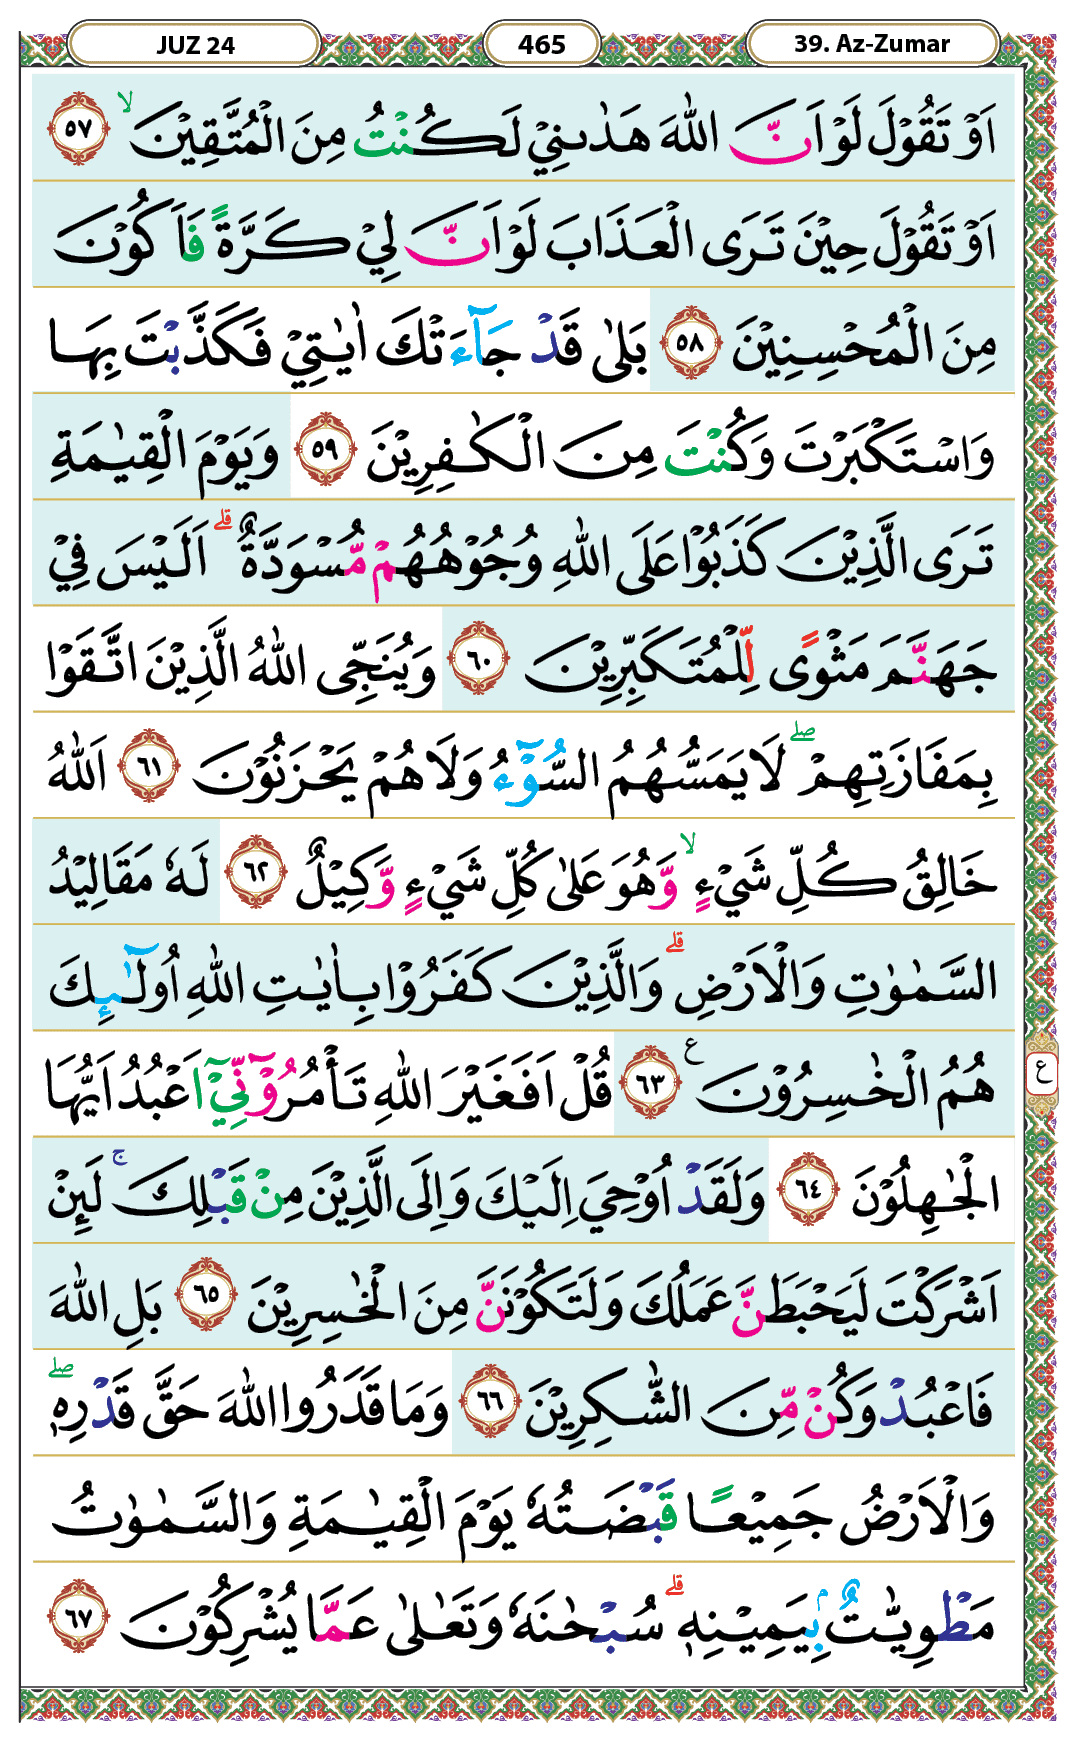 JUZ 24
465
39. Az-Zumar
اَوْ تَقُوْلَ لَوْ اَنَّ اللّٰهَ هَدٰىنِيْ لَكُنْتُ مِنَ الْمُتَّقِيْنَ ۙ ٥٧
اَوْ تَقُوْلَ حِيْنَ تَرَى الْعَذَابَ لَوْ اَنَّ لِيْ كَرَّةً فَاَكُوْنَ
مِنَ الْمُحْسِنِيْنَ ٥٨ بَلٰى قَدْ جَاۤءَتْكَ اٰيٰتِيْ فَكَذَّبْتَ بِهَا
وَاسْتَكْبَرْتَ وَكُنْتَ مِنَ الْكٰفِرِيْنَ ٥٩ وَيَوْمَ الْقِيٰمَةِ
تَرَى الَّذِيْنَ كَذَبُوْا عَلَى اللّٰهِ وُجُوْهُهُمْ مُّسْوَدَّةٌ ۗ اَلَيْسَ فِيْ
جَهَنَّمَ مَثْوًى لِّلْمُتَكَبِّرِيْنَ ٦٠ وَيُنَجِّى اللّٰهُ الَّذِيْنَ اتَّقَوْا
بِمَفَازَتِهِمْ ۖ لَا يَمَسُّهُمُ السُّوْۤءُ وَلَا هُمْ يَحْزَنُوْنَ ٦١ اَللّٰهُ
خَالِقُ كُلِّ شَيْءٍ ۙ وَّهُوَ عَلٰى كُلِّ شَيْءٍ وَّكِيْلٌ ٦٢ لَهٗ مَقَالِيْدُ
السَّمٰوٰتِ وَالْاَرْضِ ۗ وَالَّذِيْنَ كَفَرُوْا بِاٰيٰتِ اللّٰهِ اُولٰۤىِٕكَ
هُمُ الْخٰسِرُوْنَ ࣖ ٦٣ قُلْ اَفَغَيْرَ اللّٰهِ تَأْمُرُوْۤنِّيْٓ اَعْبُدُ اَيُّهَا
ع
الْجٰهِلُوْنَ ٦٤ وَلَقَدْ اُوْحِيَ اِلَيْكَ وَاِلَى الَّذِيْنَ مِنْ قَبْلِكَ ۚ لَىِٕنْ
اَشْرَكْتَ لَيَحْبَطَنَّ عَمَلُكَ وَلَتَكُوْنَنَّ مِنَ الْخٰسِرِيْنَ ٦٥ بَلِ اللّٰهَ
فَاعْبُدْ وَكُنْ مِّنَ الشّٰكِرِيْنَ ٦٦ وَمَا قَدَرُوا اللّٰهَ حَقَّ قَدْرِهٖ ۖ
وَالْاَرْضُ جَمِيْعًا قَبْضَتُهٗ يَوْمَ الْقِيٰمَةِ وَالسَّمٰوٰتُ
مَطْوِيّٰتٌۢ بِيَمِيْنِهٖ ۗ سُبْحٰنَهٗ وَتَعٰلٰى عَمَّا يُشْرِكُوْنَ ٦٧